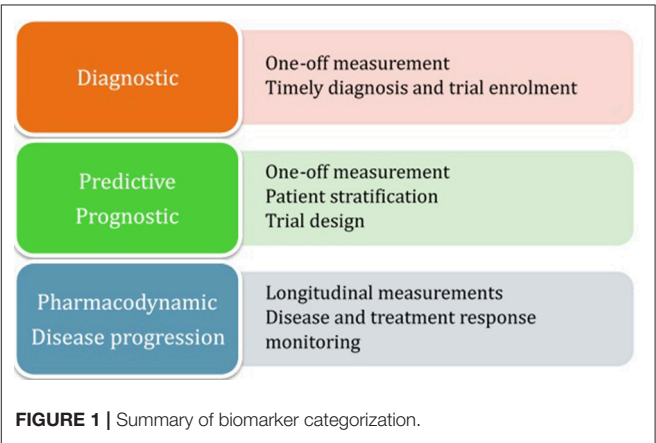 Diagnostic
One-off measurement
Timely diagnosis and trial enrolment
Predictive
Prognostic
One-off measurement
Patient stratification
Trial design
Pharmacodynamic
Disease progression
Longitudinal measurements
Disease and treatment response
monitoring
FIGURE 1 | Summary of biomarker categorization.